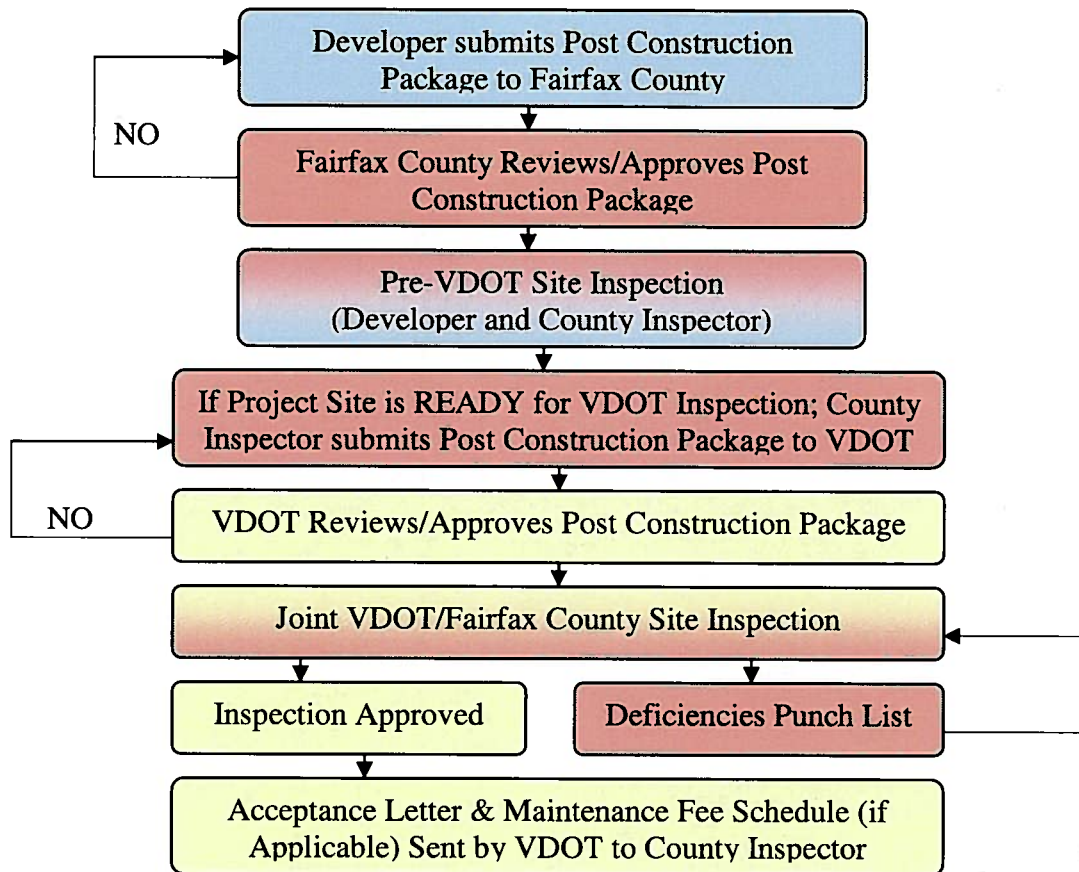 Developer submits Post Construction
Package to Fairfax County
NO
Fairfax County Reviews/Approves Post
Construction Package
Pre-VDOT Site Inspection
(Developer and County Inspector)
If Project Site is READY for VDOT Inspection; County
Inspector submits Post Construction Package to VDOT
NO
VDOT Reviews/Approves Post Construction Package
Joint VDOT/Fairfax County Site Inspection
Inspection Approved
Deficiencies Punch List
Acceptance Letter & Maintenance Fee Schedule (if
Applicable) Sent by VDOT to County Inspector